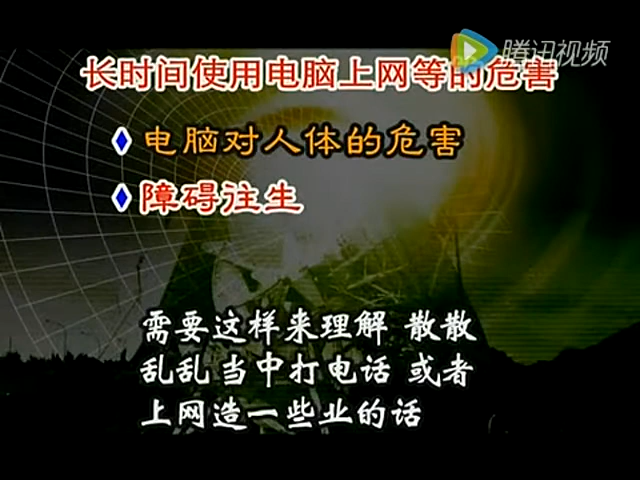 腾讯视频
长时间使用电脑上网等的危害
电脑对人体的危害
障碍往生
需要这样来理解 散散
乱乱当中打电话 或者
上网造一些业的话